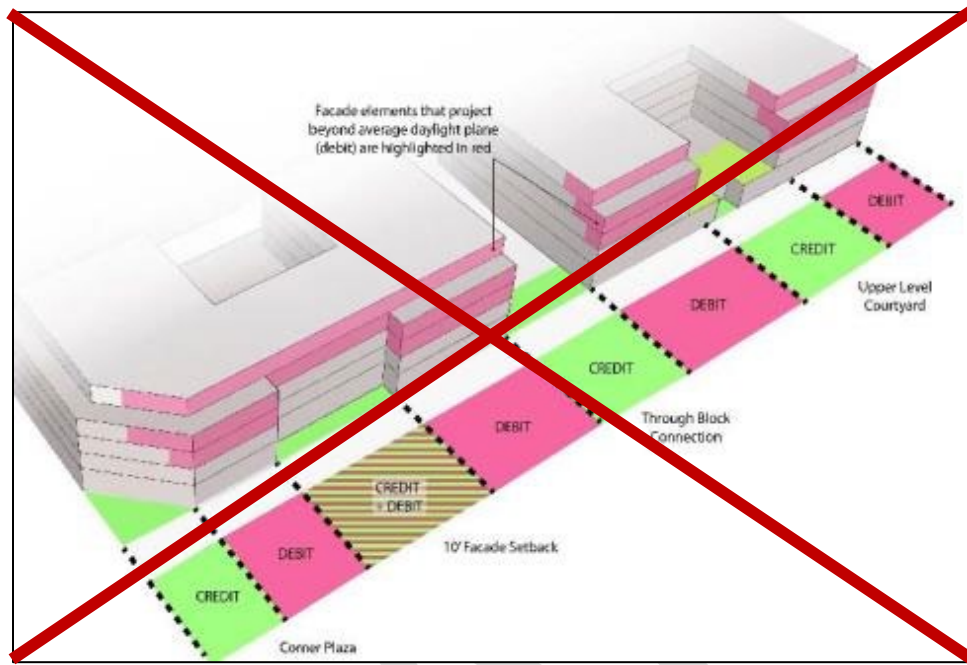 Facade elements that project
beyond average daylight plane
(debit) are highlighted in red
DEBIT
CREDIT
Upper Level
Courtyard
DEBIT
CREDIT
Through Block
Connection
DEBIT
CREDIT
+ DEBIT
10' Facade Setback
DEBIT
CREDIT
Corner Plaza